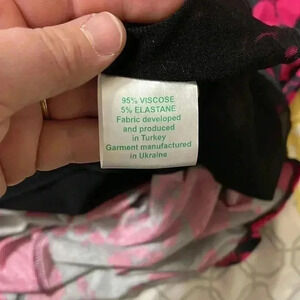 95% VISCOSE
5% ELASTANE
Fabric developed
and produced
in Turkey
Garment manufactured
in Ukraine